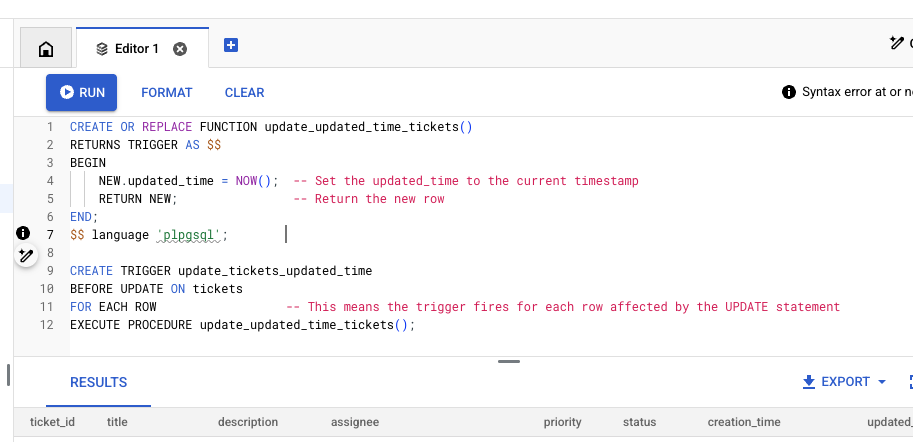 Editor 1
RUN FORMAT CLEAR Syntax error at or
1 CREATE OR REPLACE FUNCTION update_updated_time_tickets()
2 RETURNS TRIGGER AS $$
3 BEGIN
4 NEW.updated_time = NOW(); -- Set the updated_time to the current timestamp
5 RETURN NEW; -- Return the new row
6 END;
7 $$ language 'plpgsql';
8
9 CREATE TRIGGER update_tickets_updated_time
10 BEFORE UPDATE ON tickets
11 FOR EACH ROW -- This means the trigger fires for each row affected by the UPDATE statement
12 EXECUTE PROCEDURE update_updated_time_tickets();
RESULTS EXPORT
ticket_id title description assignee priority status creation_time updated_